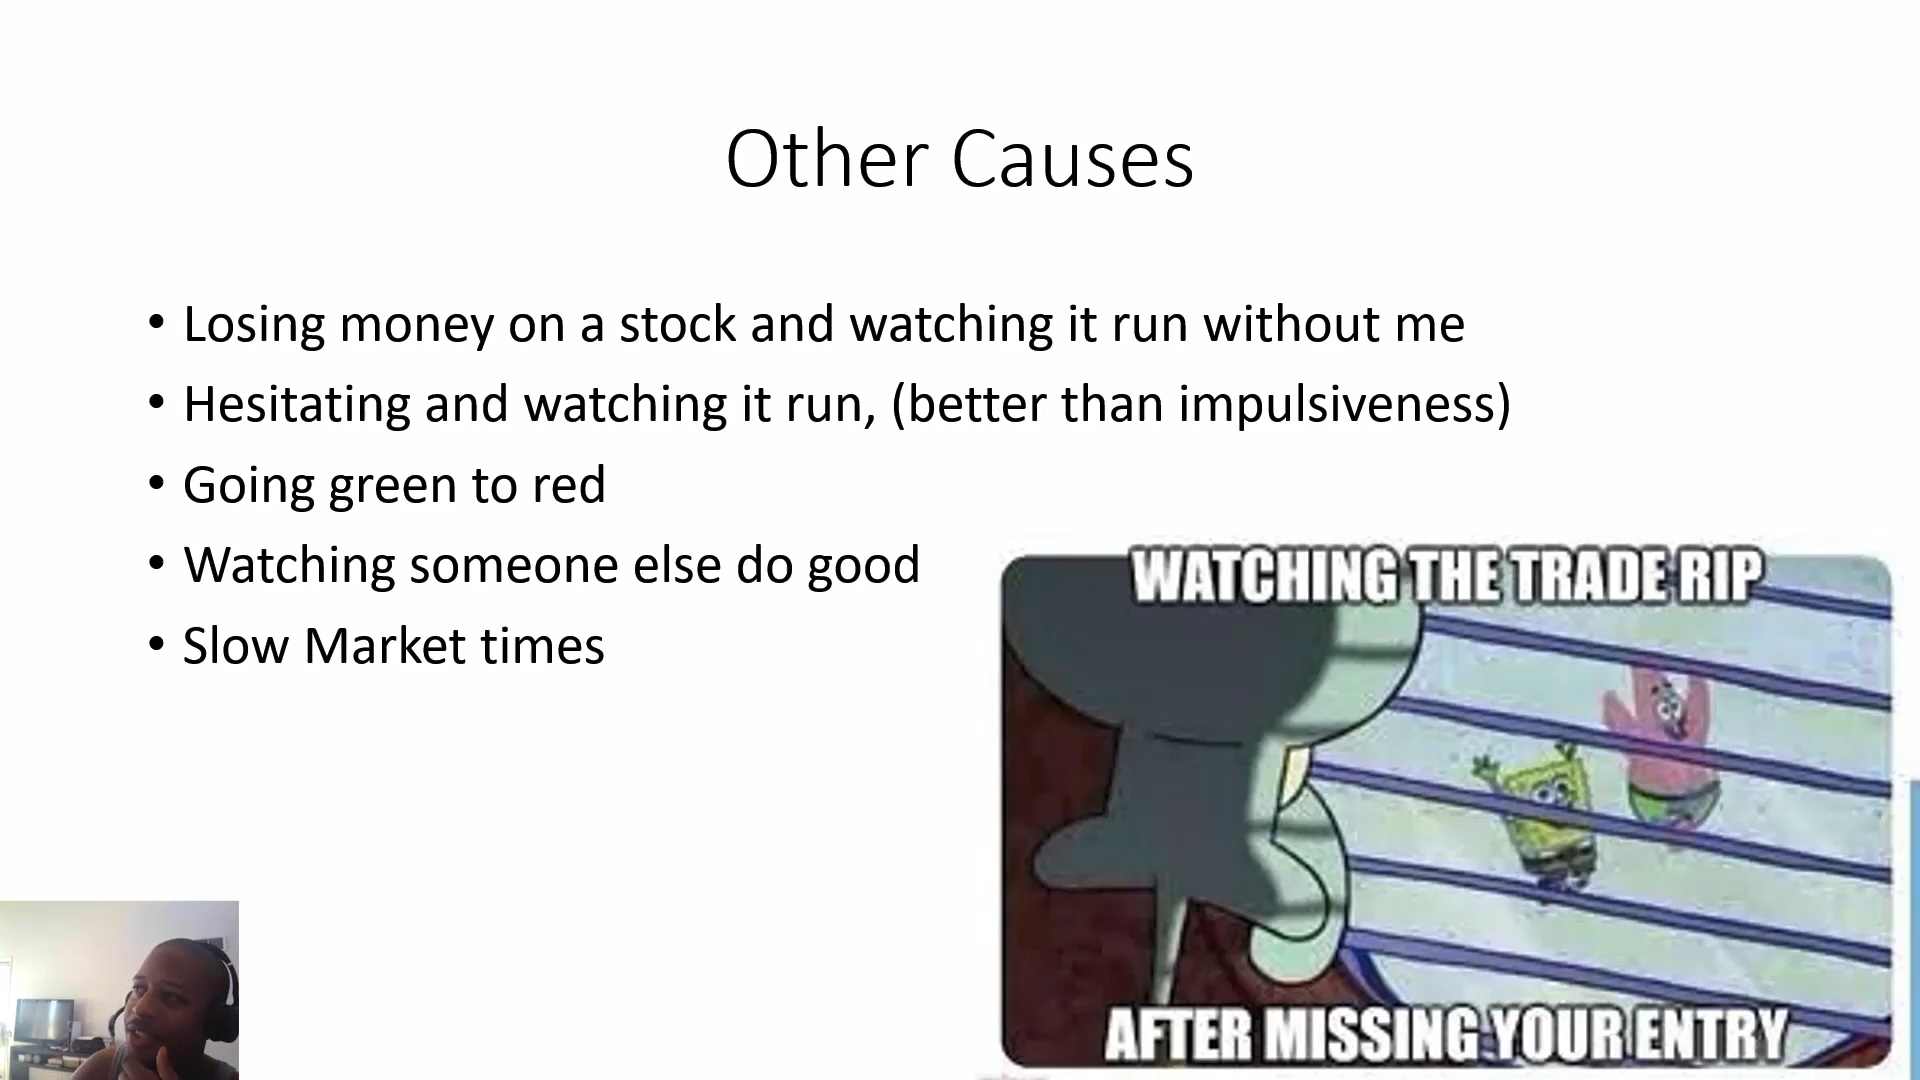 Other Causes
• Losing money on a stock and watching it run without me
• Hesitating and watching it run, (better than impulsiveness)
• Going green to red
• Watching someone else do good
• Slow Market times
WATCHING THE TRADE RIP
AFTER MISSING YOUR ENTRY